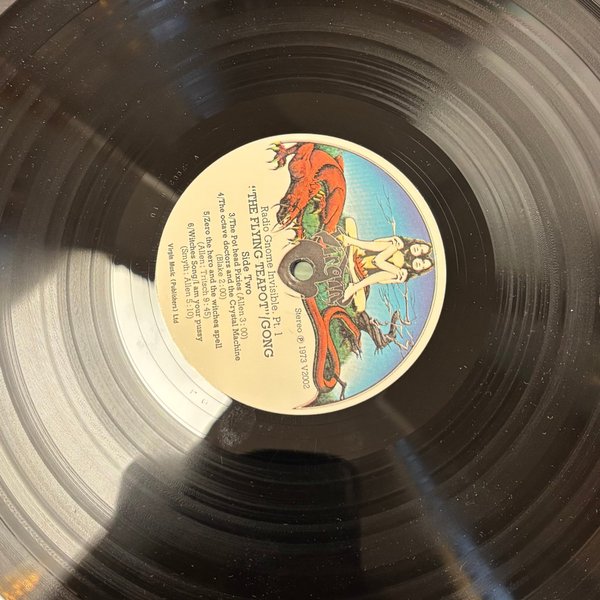 Virgin
Stereo Ⓟ 1973 V2002
Radio Gnome Invisible, Pt. 1
"THE FLYING TEAPOT"/GONG
Side Two
3/The Pot head Pixies (Allen 3:00)
4/The octave doctors and the Crystal Machine
(Blake 2:00)
5/Zero the hero and the witches spell
(Allen: Tritsch 9:45)
6/Witches Song/I am your pussy
(Smyth: Allen 5:10)
Virgin Music (Publishers) Ltd